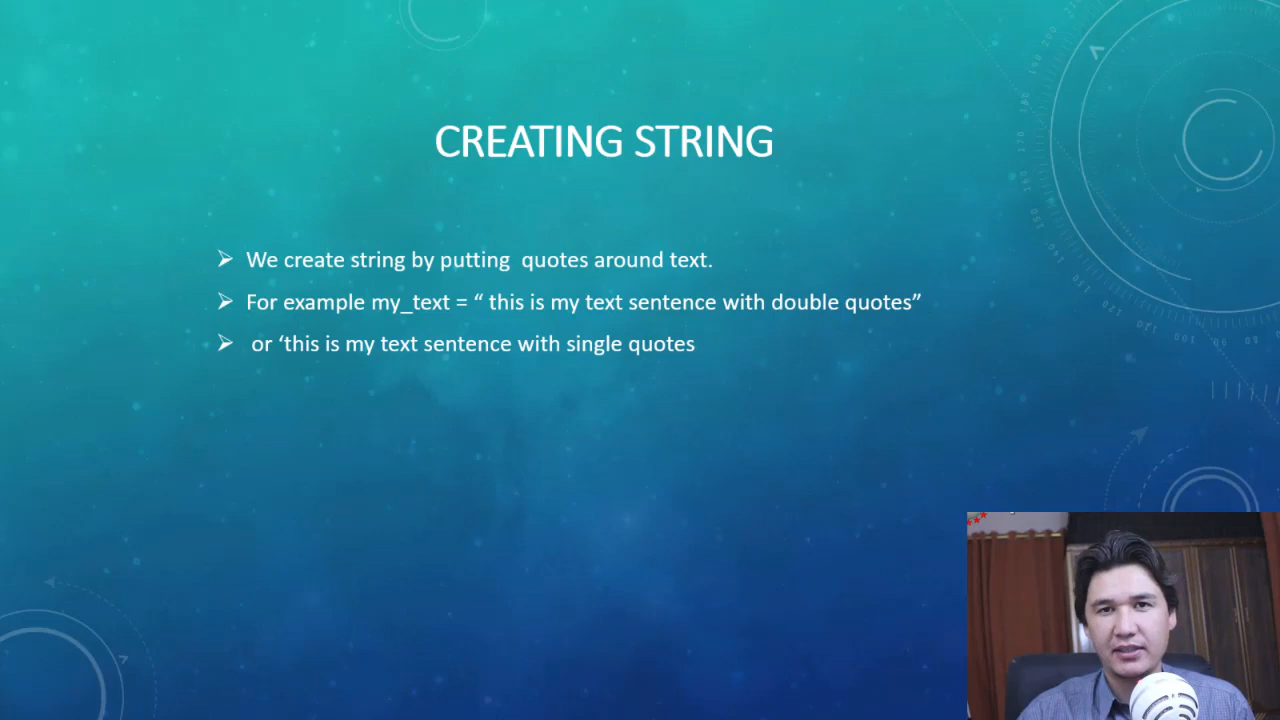 CREATING STRING
We create string by putting  quotes around text.
For example my_text = “ this is my text sentence with double quotes”
or ‘this is my text sentence with single quotes